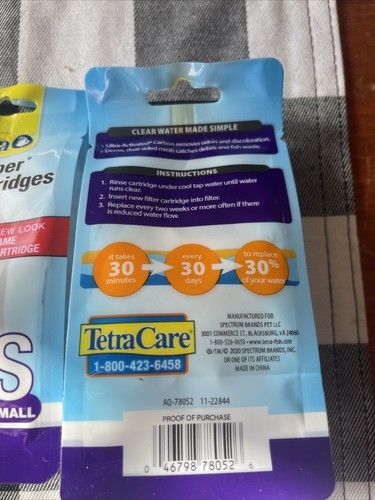 a
per®
ridges
EW LOOK
AME
ARTRIDGE
S
MALL
CLEAR WATER MADE SIMPLE
• Ultra-Activated® Carbon removes odors and discoloration.
• Dense, dual-sided mesh catches debris and fish waste.
INSTRUCTIONS
1. Rinse cartridge under cool tap water until water
runs clear.
2. Insert new filter cartridge into filter.
3. Replace every two weeks or more often if there
is reduced water flow.
it takes
30
minutes
every
30
days
to replace
30%
of your water
TetraCare®
1-800-423-6458
MANUFACTURED FOR
SPECTRUM BRANDS PET LLC
3001 COMMERCE ST., BLACKSBURG, VA 24060
1-800-526-0650 • www.tetra-fish.com
®/TM/© 2020 SPECTRUM BRANDS, INC.
OR ONE OF ITS AFFILIATES
MADE IN CHINA
AQ-78052 11-22844
PROOF OF PURCHASE
0 46798 78052 6